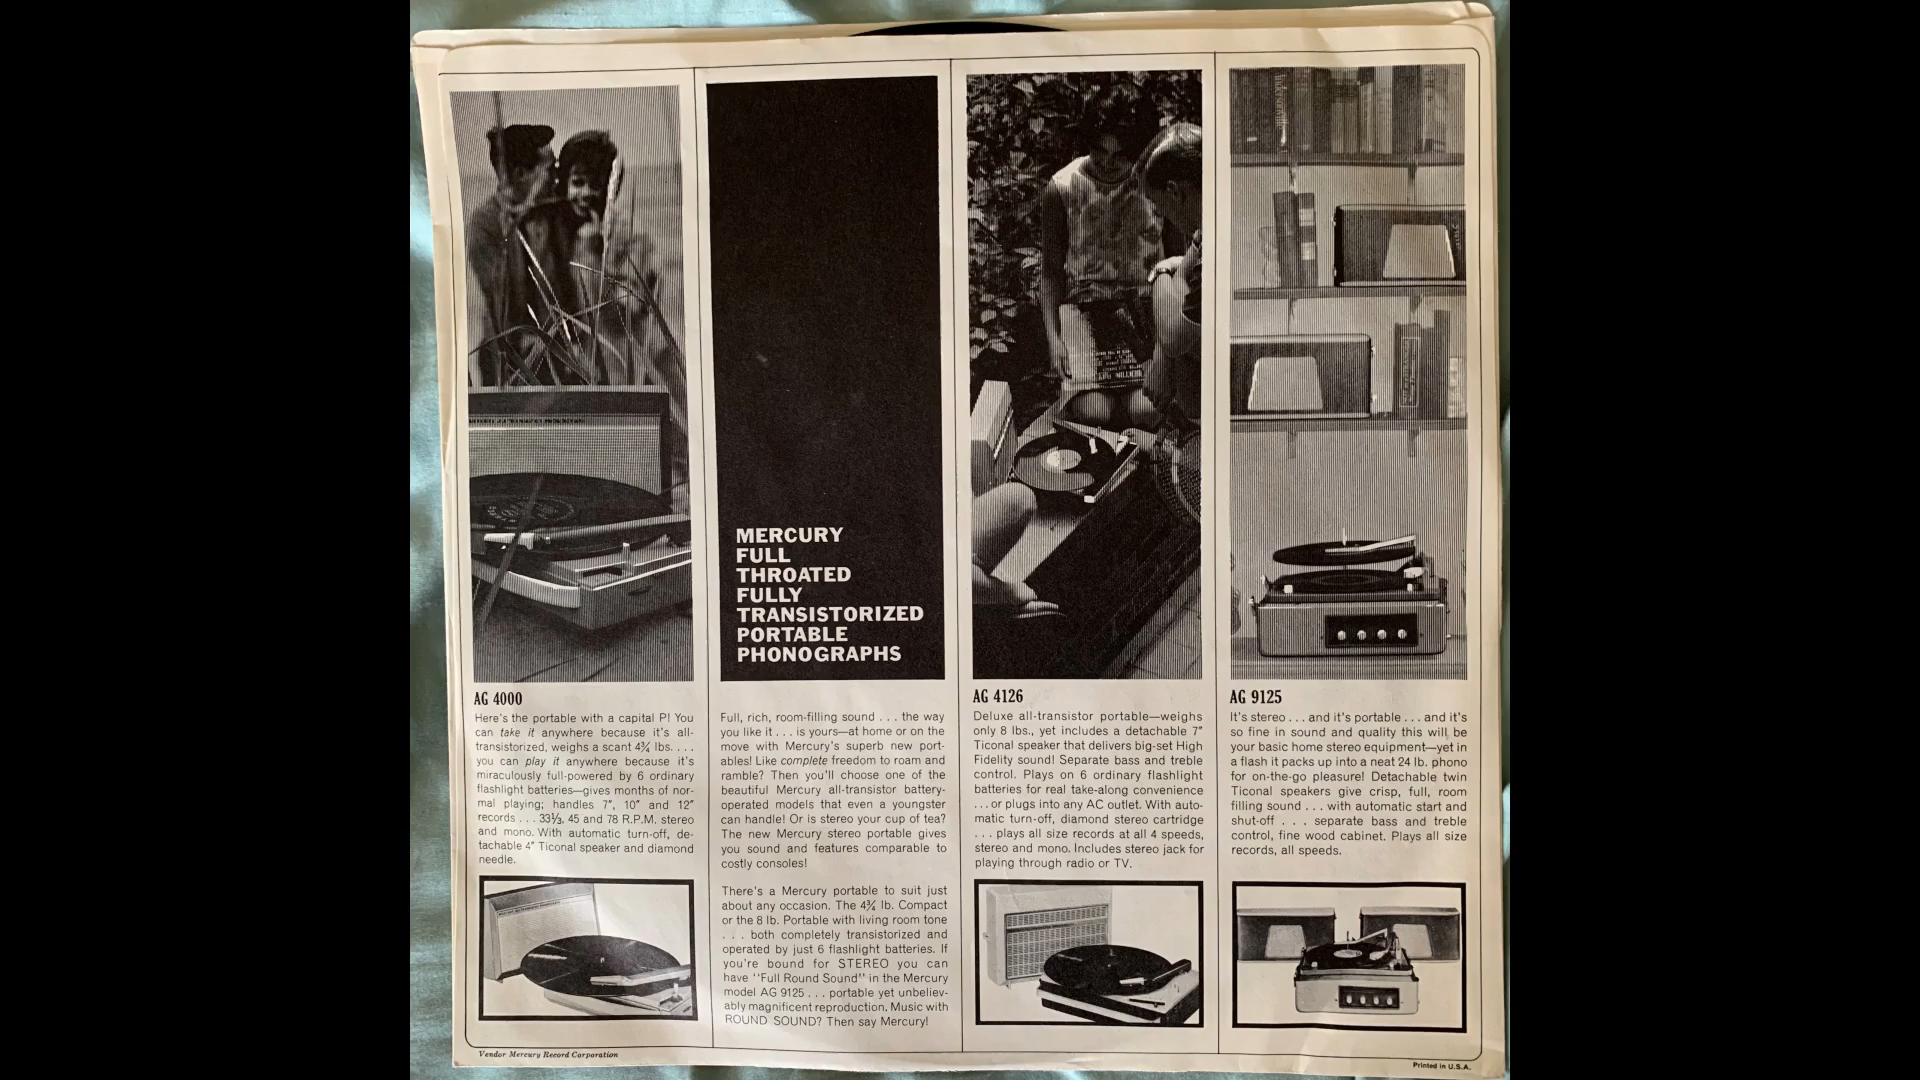 MERCURY
FULL
THROATED
FULLY
TRANSISTORIZED
PORTABLE
PHONOGRAPHS
AG 4000
Here's the portable with a capital P! You
can take it anywhere because it's all-
transistorized, weighs a scant 4¾ lbs. . . .
you can play it anywhere because it's
miraculously full-powered by 6 ordinary
flashlight batteries—gives months of nor-
mal playing; handles 7", 10" and 12"
records . . . 33⅓, 45 and 78 R.P.M. stereo
and mono. With automatic turn-off, de-
tachable 4" Ticonal speaker and diamond
needle.
Full, rich, room-filling sound . . . the way
you like it . . . is yours—at home or on the
move with Mercury's superb new port-
ables! Like complete freedom to roam and
ramble? Then you'll choose one of the
beautiful Mercury all-transistor battery-
operated models that even a youngster
can handle! Or is stereo your cup of tea?
The new Mercury stereo portable gives
you sound and features comparable to
costly consoles!
There's a Mercury portable to suit just
about any occasion. The 4¾ lb. Compact
or the 8 lb. Portable with living room tone
. . . both completely transistorized and
operated by just 6 flashlight batteries. If
you're bound for STEREO you can
have "Full Round Sound" in the Mercury
model AG 9125 . . . portable yet unbeliev-
ably magnificent reproduction. Music with
ROUND SOUND? Then say Mercury!
AG 4126
Deluxe all-transistor portable—weighs
only 8 lbs., yet includes a detachable 7"
Ticonal speaker that delivers big-set High
Fidelity sound! Separate bass and treble
control. Plays on 6 ordinary flashlight
batteries for real take-along convenience
. . . or plugs into any AC outlet. With auto-
matic turn-off, diamond stereo cartridge
. . . plays all size records at all 4 speeds,
stereo and mono. Includes stereo jack for
playing through radio or TV.
AG 9125
It's stereo . . . and it's portable . . . and it's
so fine in sound and quality this will be
your basic home stereo equipment—yet in
a flash it packs up into a neat 24 lb. phono
for on-the-go pleasure! Detachable twin
Ticonal speakers give crisp, full, room
filling sound . . . with automatic start and
shut-off . . . separate bass and treble
control, fine wood cabinet. Plays all size
records, all speeds.
Vendor Mercury Record Corporation
Printed in U.S.A.